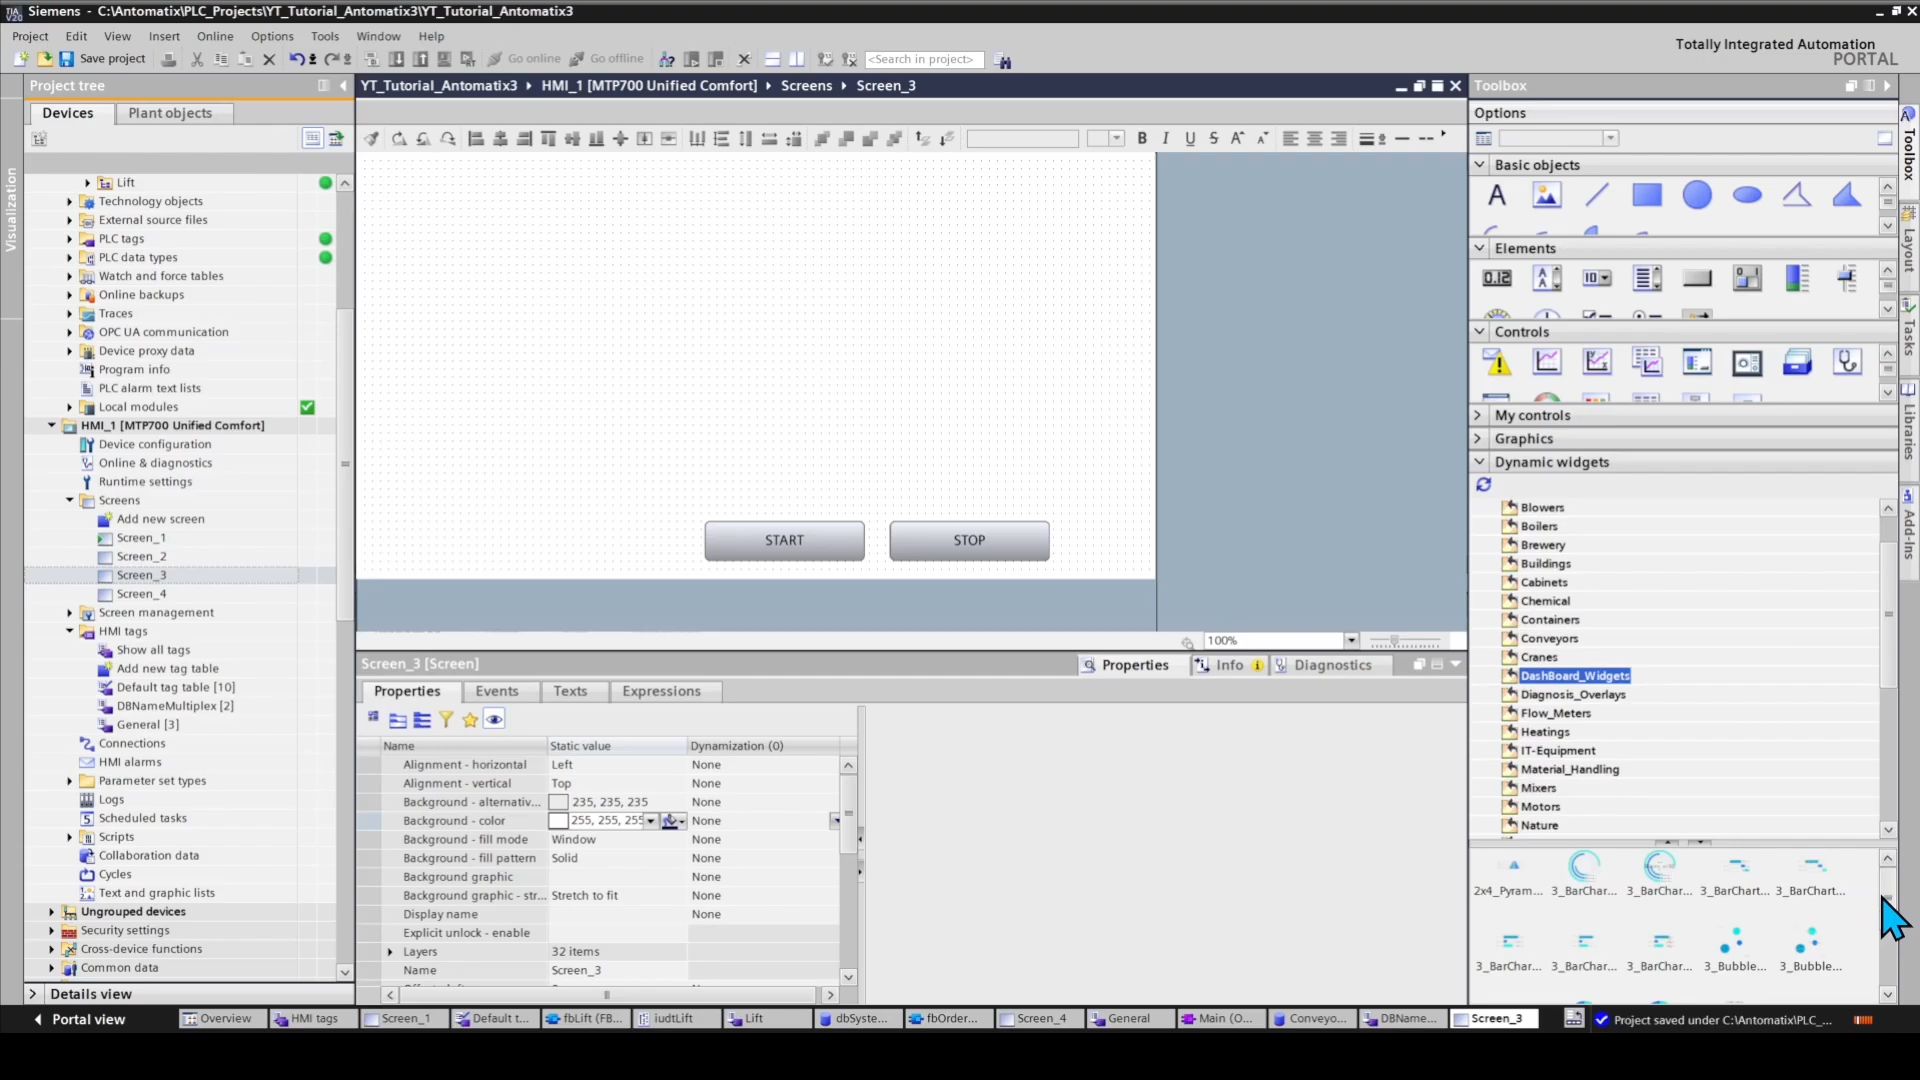 Siemens - C:\Antomatix\PLC_Projects\YT_Tutorial_Antomatix3\YT_Tutorial_Antomatix3
Project Edit View Insert Online Options Tools Window Help
Totally Integrated Automation
PORTAL
Save project
Go online
Go offline
<Search in project>
Project tree
YT_Tutorial_Antomatix3 HMI_1 [MTP700 Unified Comfort] Screens Screen_3
Toolbox
Devices
Plant objects
Options
Visualization
Lift
Technology objects
External source files
PLC tags
PLC data types
Watch and force tables
Online backups
Traces
OPC UA communication
Device proxy data
Program info
PLC alarm text lists
Local modules
HMI_1 [MTP700 Unified Comfort]
Device configuration
Online & diagnostics
Runtime settings
Screens
Add new screen
Screen_1
Screen_2
Screen_3
Screen_4
Screen management
HMI tags
Show all tags
Add new tag table
Default tag table [10]
DBNameMultiplex [2]
General [3]
Connections
HMI alarms
Parameter set types
Logs
Scheduled tasks
Scripts
Collaboration data
Cycles
Text and graphic lists
Ungrouped devices
Security settings
Cross-device functions
Common data
Details view
START
STOP
100%
Screen_3 [Screen]
Properties
Info
Diagnostics
Properties
Events
Texts
Expressions
Name Static value Dynamization (0)
Alignment - horizontal Left None
Alignment - vertical Top None
Background - alternativ... 235, 235, 235 None
Background - color 255, 255, 255 None
Background - fill mode Window None
Background - fill pattern Solid None
Background graphic None
Background graphic - str... Stretch to fit None
Display name None
Explicit unlock - enable
Layers 32 items
Name Screen_3
Basic objects
Elements
Controls
My controls
Graphics
Dynamic widgets
Blowers
Boilers
Brewery
Buildings
Cabinets
Chemical
Containers
Conveyors
Cranes
DashBoard_Widgets
Diagnosis_Overlays
Flow_Meters
Heatings
IT-Equipment
Material_Handling
Mixers
Motors
Nature
2x4_Pyram... 3_BarChar... 3_BarChar... 3_BarChart... 3_BarChart...
3_BarChar... 3_BarChar... 3_BarChar... 3_Bubble... 3_Bubble...
Toolbox
Layout
Tasks
Libraries
Add-Ins
Portal view
Overview
HMI tags
Screen_1
Default t...
fbLift (FB...
iudtLift
Lift
dbSyste...
fbOrder...
Screen_4
General
Main (O...
Conveyo...
DBName...
Screen_3
Project saved under C:\Antomatix\PLC_...